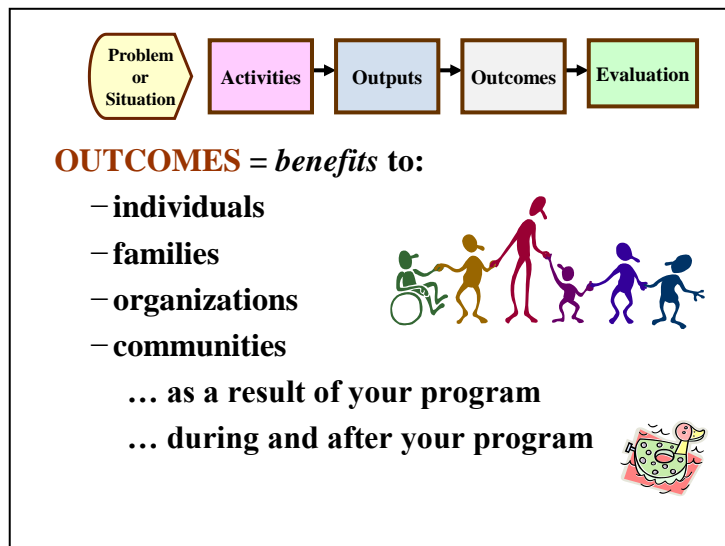 Problem
or
Situation
Activities
Outputs
Outcomes
Evaluation
OUTCOMES = benefits to:
–individuals
–families
–organizations
–communities
… as a result of your program
… during and after your program